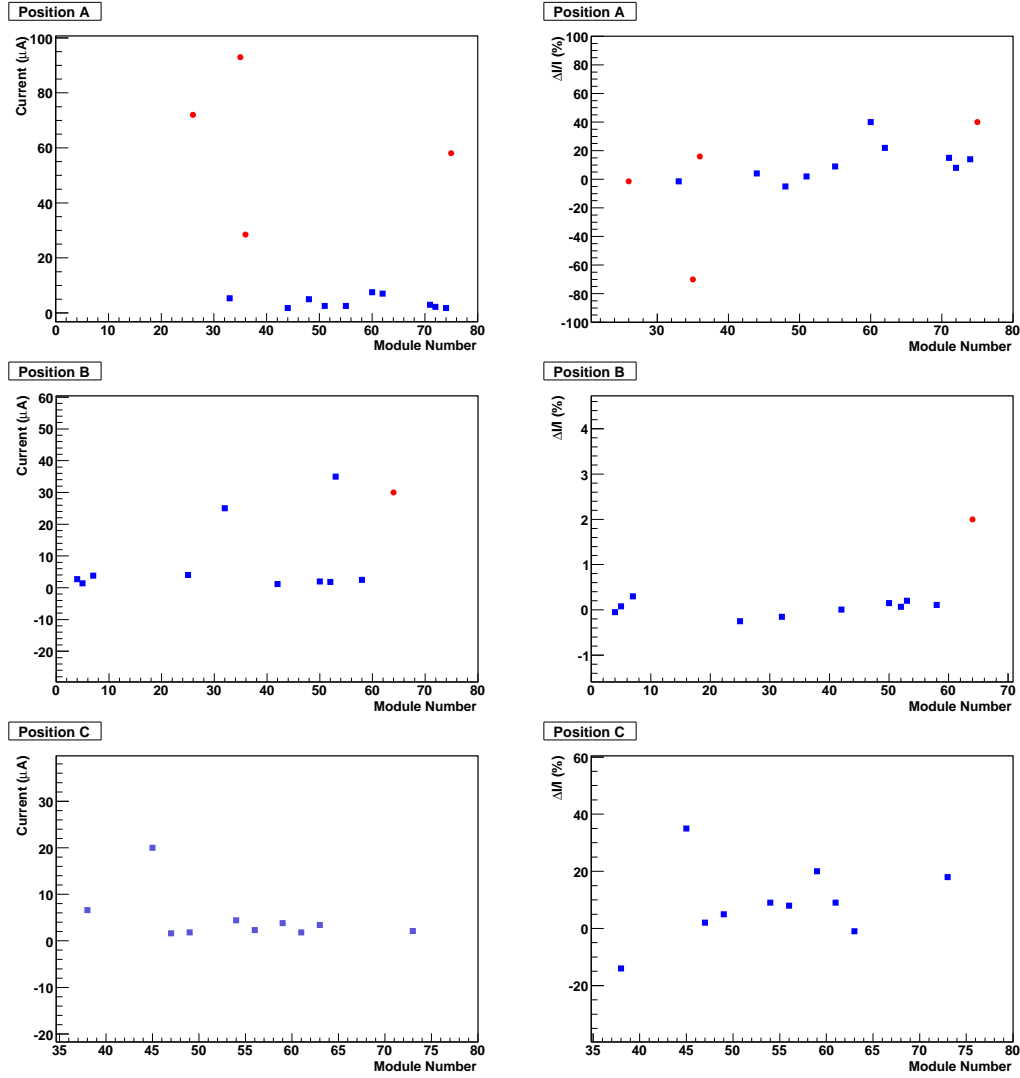 Position A
Current (μA)
100
80
60
40
20
0
0 10 20 30 40 50 60 70 80
Module Number
Position A
ΔI/I (%)
100
80
60
40
20
0
-20
-40
-60
-80
-100
30 40 50 60 70 80
Module Number
Position B
Current (μA)
60
50
40
30
20
10
0
-10
-20
0 10 20 30 40 50 60 70 80
Module Number
Position B
ΔI/I (%)
4
3
2
1
0
-1
0 10 20 30 40 50 60 70
Module Number
Position C
Current (μA)
30
20
10
0
-10
-20
35 40 45 50 55 60 65 70 75 80
Module Number
Position C
ΔI/I (%)
60
40
20
0
-20
35 40 45 50 55 60 65 70 75 80
Module Number